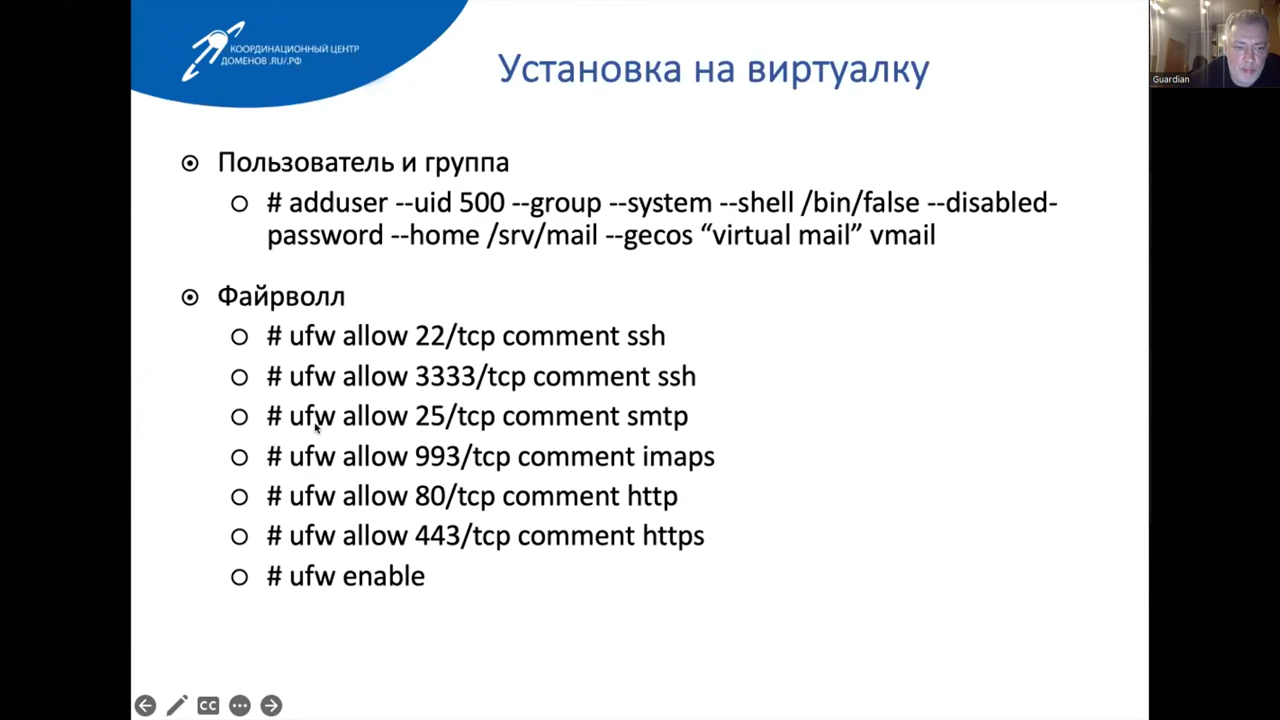 КООРДИНАЦИОННЫЙ ЦЕНТР
ДОМЕНОВ .RU/.РФ
Установка на виртуалку
Guardian
Пользователь и группа
# adduser --uid 500 --group --system --shell /bin/false --disabled-
password --home /srv/mail --gecos “virtual mail” vmail
Файрволл
# ufw allow 22/tcp comment ssh
# ufw allow 3333/tcp comment ssh
# ufw allow 25/tcp comment smtp
# ufw allow 993/tcp comment imaps
# ufw allow 80/tcp comment http
# ufw allow 443/tcp comment https
# ufw enable
CC